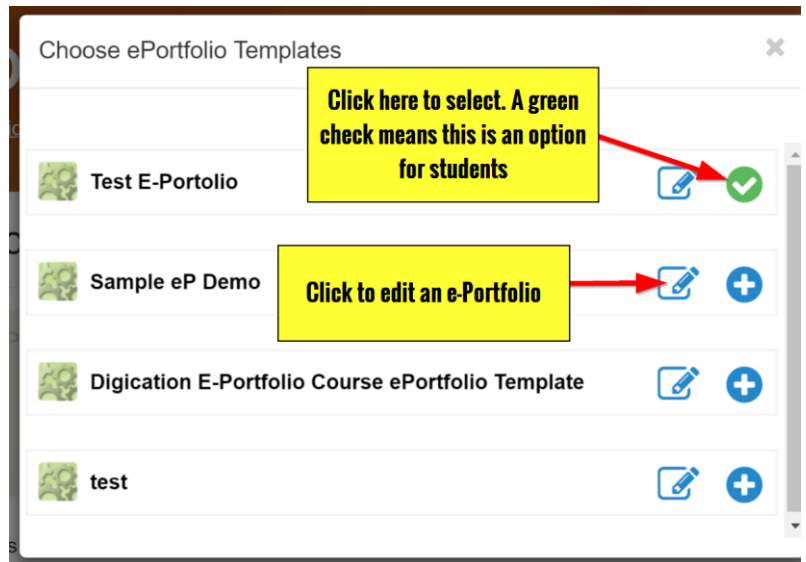 Choose ePortfolio Templates
Click here to select. A green
check means this is an option
for students
Test E-Portolio
Sample eP Demo
Click to edit an e-Portfolio
Digication E-Portfolio Course ePortfolio Template
test